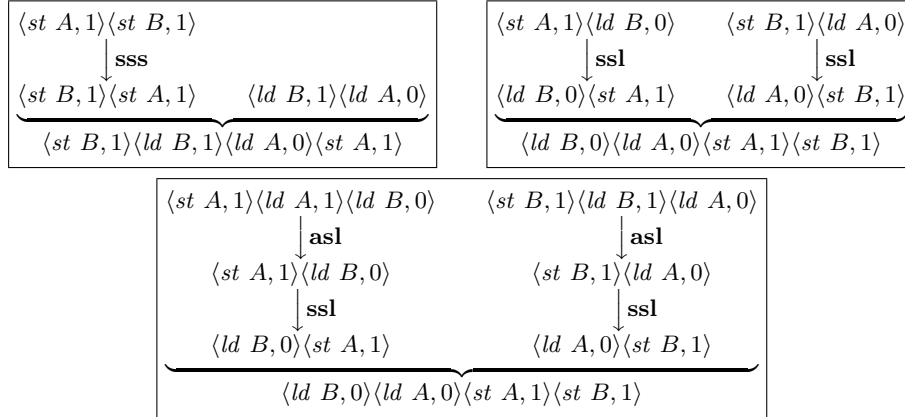 ⟨st A, 1⟩⟨st B, 1⟩
sss
⟨st B, 1⟩⟨st A, 1⟩ ⟨ld B, 1⟩⟨ld A, 0⟩
⟨st B, 1⟩⟨ld B, 1⟩⟨ld A, 0⟩⟨st A, 1⟩
⟨st A, 1⟩⟨ld B, 0⟩ ⟨st B, 1⟩⟨ld A, 0⟩
ssl ssl
⟨ld B, 0⟩⟨st A, 1⟩ ⟨ld A, 0⟩⟨st B, 1⟩
⟨ld B, 0⟩⟨ld A, 0⟩⟨st A, 1⟩⟨st B, 1⟩
⟨st A, 1⟩⟨ld A, 1⟩⟨ld B, 0⟩ ⟨st B, 1⟩⟨ld B, 1⟩⟨ld A, 0⟩
asl asl
⟨st A, 1⟩⟨ld B, 0⟩ ⟨st B, 1⟩⟨ld A, 0⟩
ssl ssl
⟨ld B, 0⟩⟨st A, 1⟩ ⟨ld A, 0⟩⟨st B, 1⟩
⟨ld B, 0⟩⟨ld A, 0⟩⟨st A, 1⟩⟨st B, 1⟩